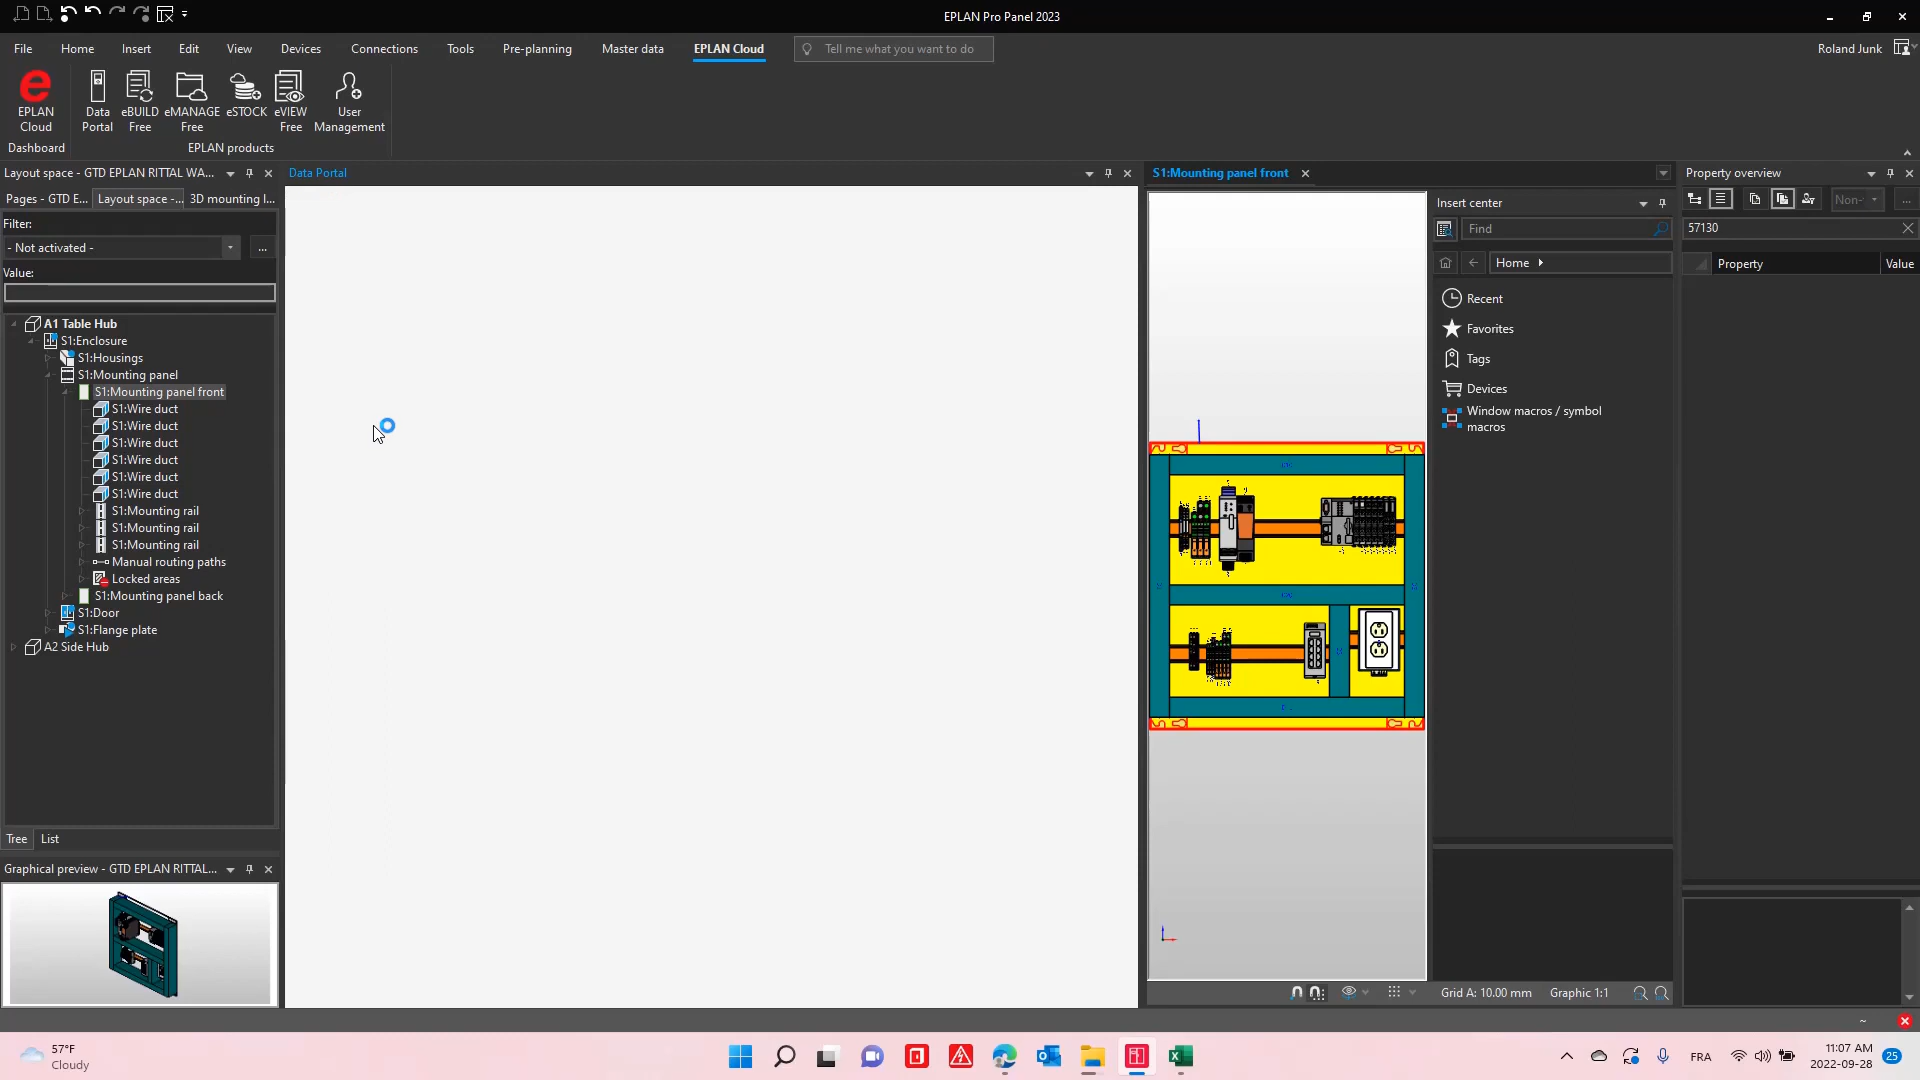 EPLAN Pro Panel 2023
File Home Insert Edit View Devices Connections Tools Pre-planning Master data EPLAN Cloud Tell me what you want to do Roland Junk
EPLAN Cloud
Data Portal
eBUILD Free
eMANAGE Free
eSTOCK
eVIEW Free
User Management
Dashboard EPLAN products
Layout space - GTD EPLAN RITTAL WA...
Pages - GTD E... Layout space -... 3D mounting l...
Filter:
- Not activated - ...
Value:
A1 Table Hub
S1:Enclosure
S1:Housings
S1:Mounting panel
S1:Mounting panel front
S1:Wire duct
S1:Wire duct
S1:Wire duct
S1:Wire duct
S1:Wire duct
S1:Wire duct
S1:Mounting rail
S1:Mounting rail
S1:Mounting rail
Manual routing paths
Locked areas
S1:Mounting panel back
S1:Door
S1:Flange plate
A2 Side Hub
Tree List
Graphical preview - GTD EPLAN RITTAL...
Data Portal
S1:Mounting panel front
Insert center
Find
Home
Recent
Favorites
Tags
Devices
Window macros / symbol
macros
Grid A: 10.00 mm Graphic 1:1
Property overview
Non- ...
57130
Property Value
57°F
Cloudy
FRA
11:07 AM
2022-09-28
25